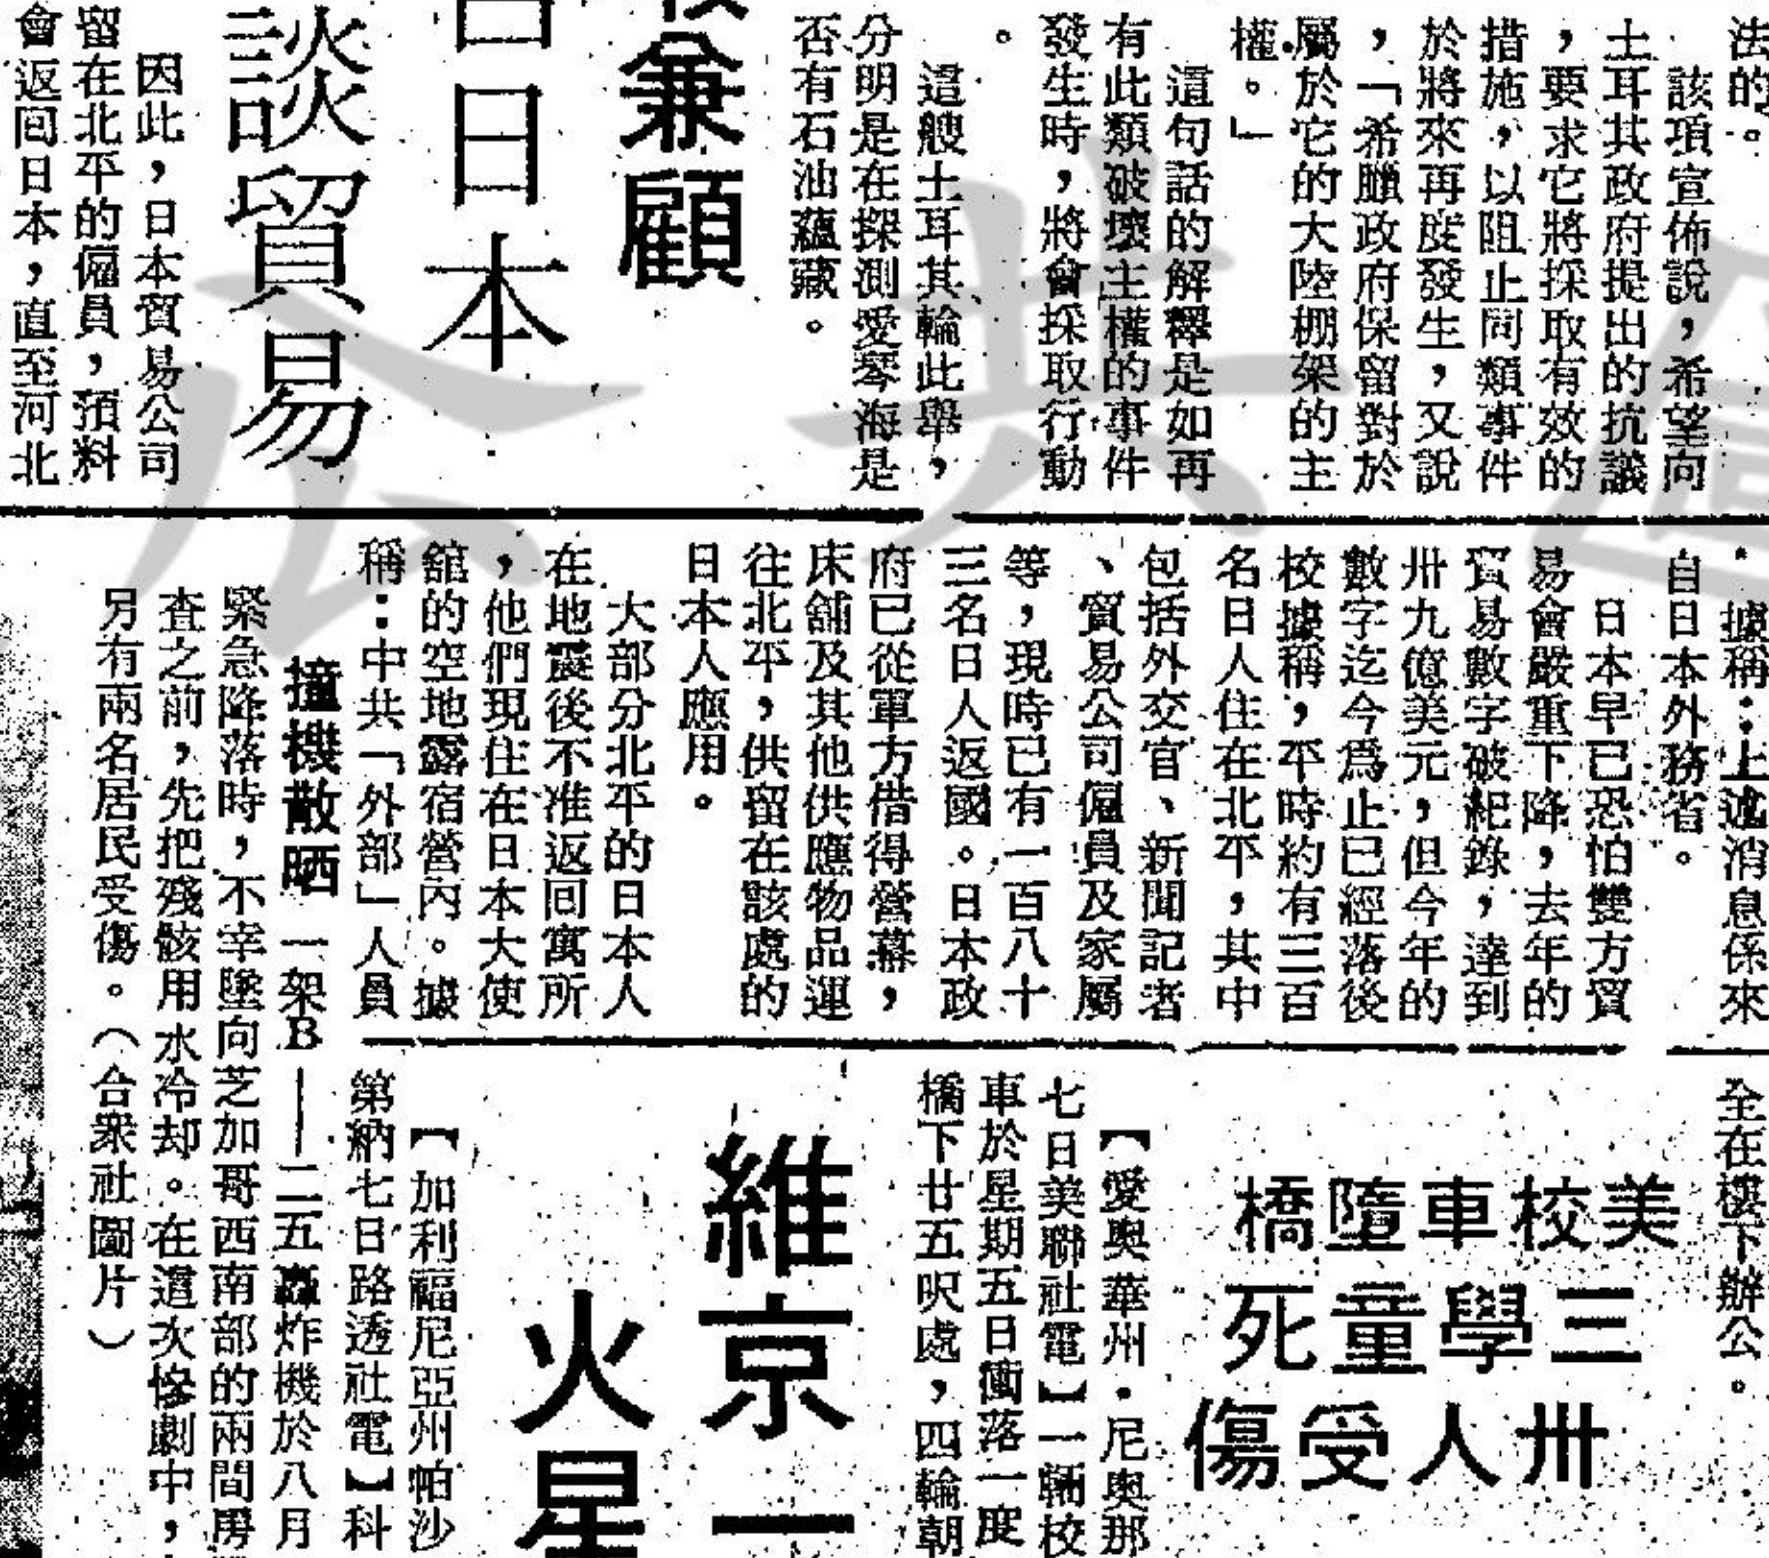 法的。
該項宣佈說，希望向
土耳其政府提出的抗議
，要求它將採取有效的
措施，以阻止同類事件
於將來再度發生，又說
，「希臘政府保留對於
屬於它的大陸棚架的主
權。」
這句話的解釋是如再
有此類破壞主權的事件
發生時，將會採取行動
。
這艘土耳其輪此舉，
分明是在探測愛琴海是
否有石油蘊藏。
兼顧
日本
談貿易
因此，日本貿易公司
留在北平的僱員，預料
會返回日本，直至河北
據稱：上述消息係來
自日本外務省。
日本早已恐怕雙方貿
易會嚴重下降，去年的
貿易數字破紀錄，達到
卅九億美元，但今年的
數字迄今爲止已經落後
校據稱，平時約有三百
名日人住在北平，其中
包括外交官、新聞記者
、貿易公司僱員及家屬
等，現時已有一百八十
三名日人返國。日本政
府已從軍方借得營幕，
床舖及其他供應物品運
往北平，供留在該處的
日本人應用。
大部分北平的日本人
在地震後不准返回寓所
，他們現住在日本大使
舘的空地露宿營內。據
稱：中共「外部」人員
全在樓下辦公。
美校車墮橋
三學童死
卅人受傷
【愛奧華州・尼奧那
七日美聯社電】一輛校
車於星期五日衝落一度
橋下廿五呎處，四輪朝
維京一
火星
【加利福尼亞州帕沙
第納七日路透社電】科
撞機散晒 一架B——二五轟炸機於八月
緊急降落時，不幸墜向芝加哥西南部的兩間房
查之前，先把殘骸用水冷却。在這次慘劇中，
另有兩名居民受傷。（合衆社圖片）
公共圖